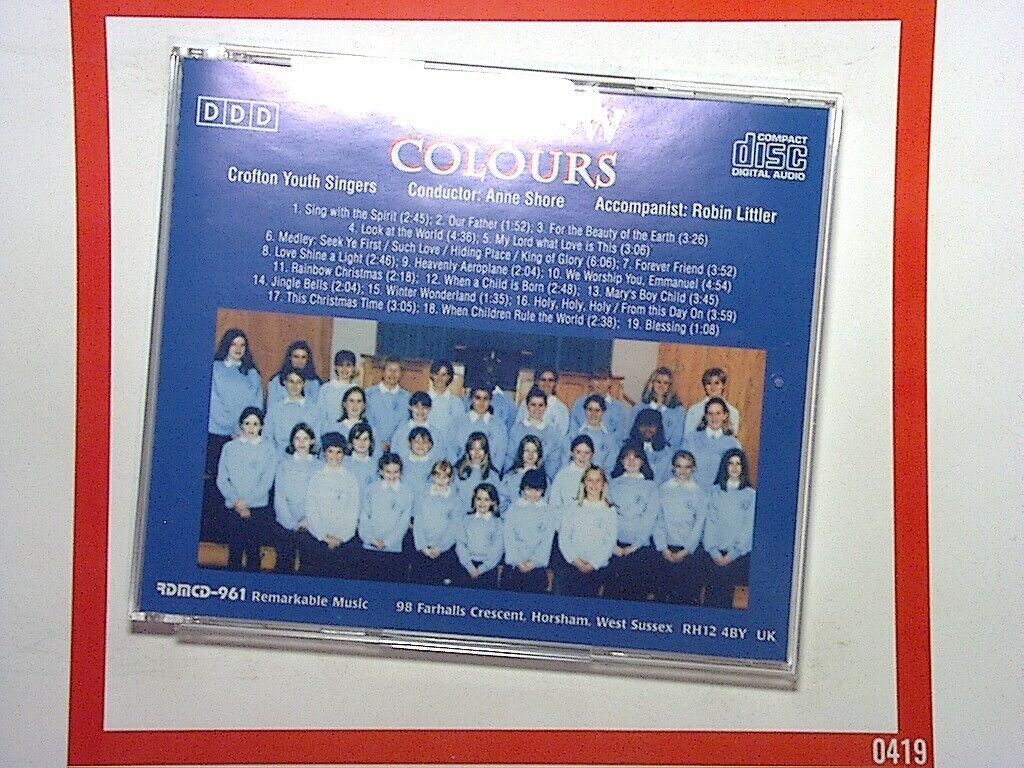 DDD
COLOURS
COMPACT
disc
DIGITAL AUDIO
Crofton Youth Singers Conductor: Anne Shore Accompanist: Robin Littler
1. Sing with the Spirit (2:45); 2. Our Father (1:52); 3. For the Beauty of the Earth (3:26)
4. Look at the World (4:36); 5. My Lord what Love is This (3:06)
6. Medley: Seek Ye First / Such Love / Hiding Place / King of Glory (6:06); 7. Forever Friend (3:52)
8. Love Shine a Light (2:46); 9. Heavenly Aeroplane (2:04); 10. We Worship You, Emmanuel (4:54)
11. Rainbow Christmas (2:18); 12. When a Child is Born (2:48); 13. Mary's Boy Child (3:45)
14. Jingle Bells (2:04); 15. Winter Wonderland (1:35); 16. Holy, Holy, Holy / From this Day On (3:59)
17. This Christmas Time (3:05); 18. When Children Rule the World (2:38); 19. Blessing (1:08)
RDMCD-961 Remarkable Music 98 Farhalls Crescent, Horsham, West Sussex RH12 4BY UK
0419